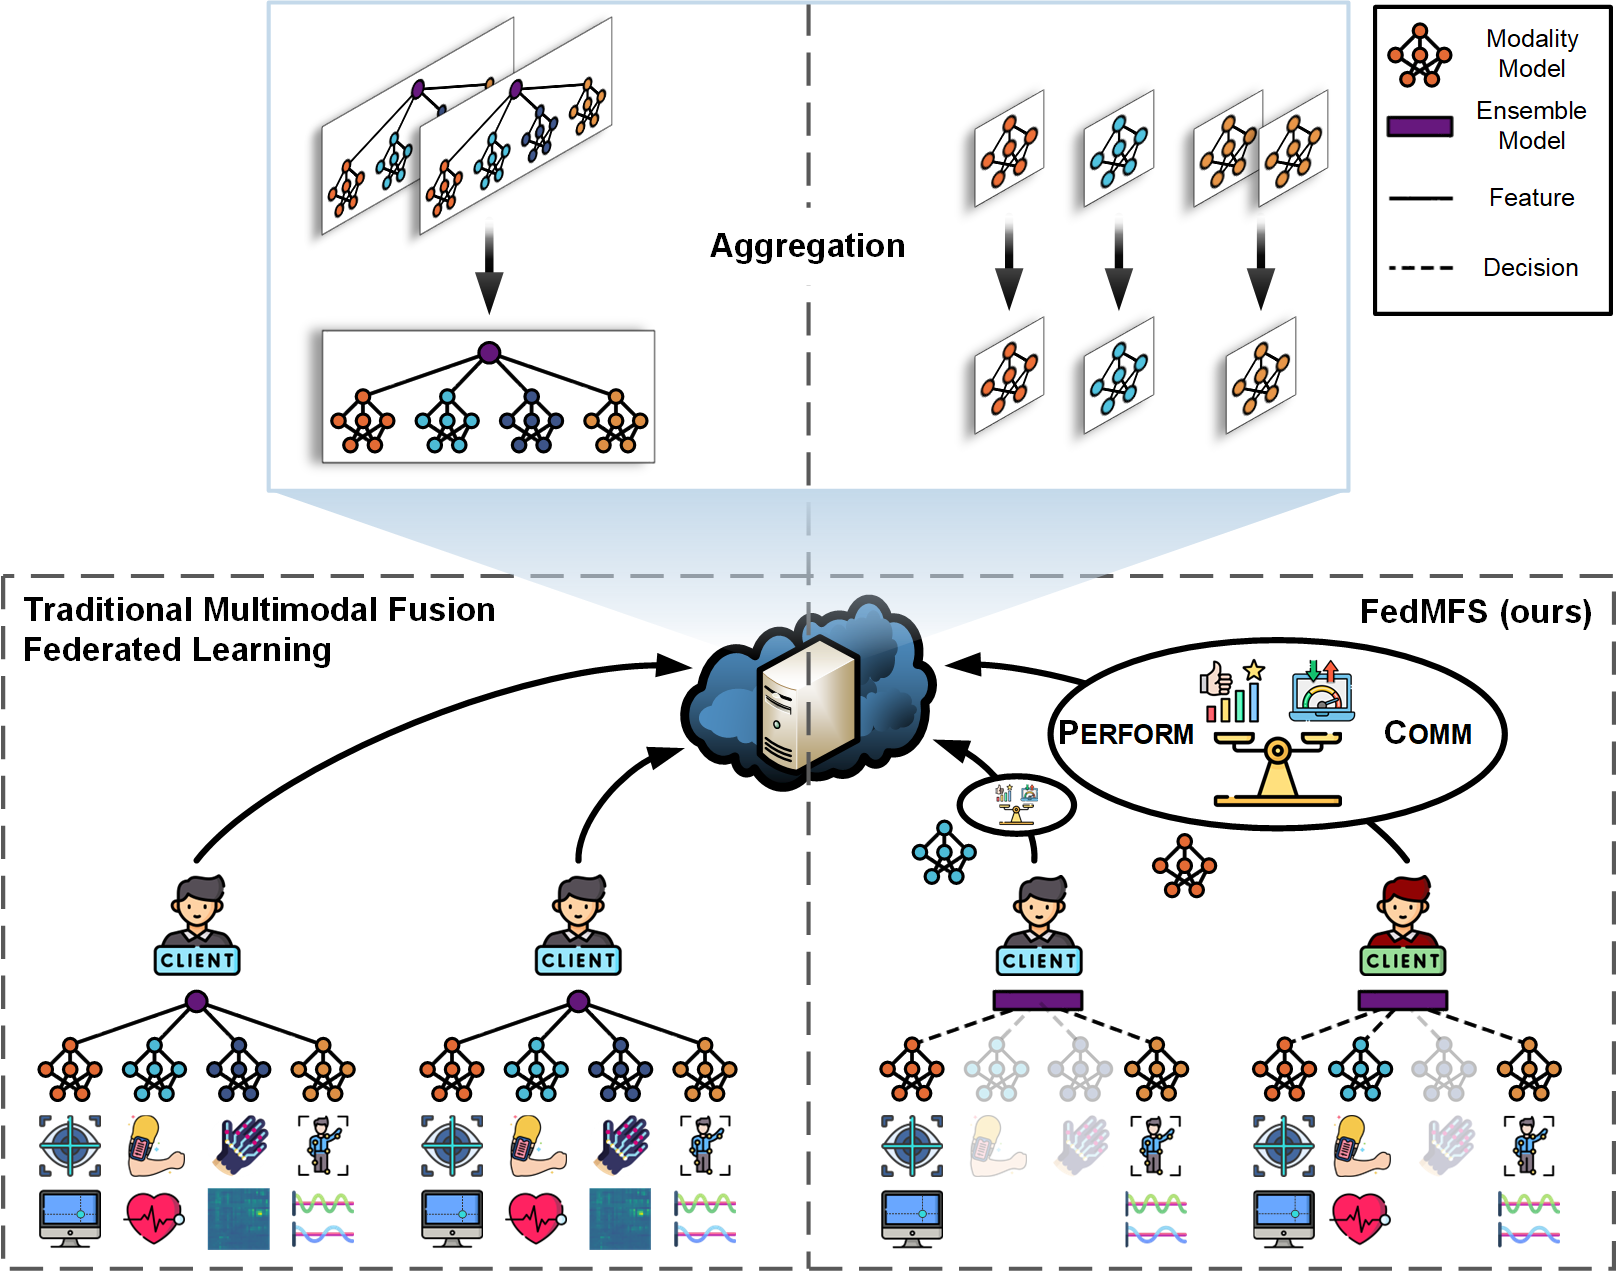 Modality
Model
Ensemble
Model
Feature
Decision
Aggregation
Traditional Multimodal Fusion
Federated Learning
FedMFS (ours)
PERFORM
COMM
CLIENT
CLIENT
CLIENT
CLIENT